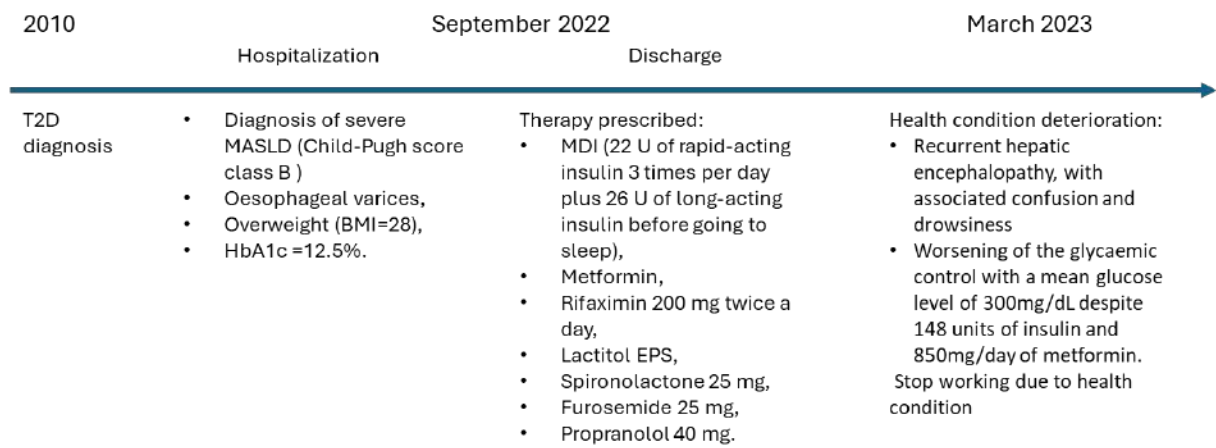 2010
September 2022
March 2023
Hospitalization
Discharge
T2D
diagnosis
• Diagnosis of severe
MASLD (Child-Pugh score
class B )
• Oesophageal varices,
• Overweight (BMI=28),
• HbA1c =12.5%.
Therapy prescribed:
• MDI (22 U of rapid-acting
insulin 3 times per day
plus 26 U of long-acting
insulin before going to
sleep),
• Metformin,
• Rifaximin 200 mg twice a
day,
• Lactitol EPS,
• Spironolactone 25 mg,
• Furosemide 25 mg,
• Propranolol 40 mg.
Health condition deterioration:
• Recurrent hepatic
encephalopathy, with
associated confusion and
drowsiness
• Worsening of the glycaemic
control with a mean glucose
level of 300mg/dL despite
148 units of insulin and
850mg/day of metformin.
Stop working due to health
condition